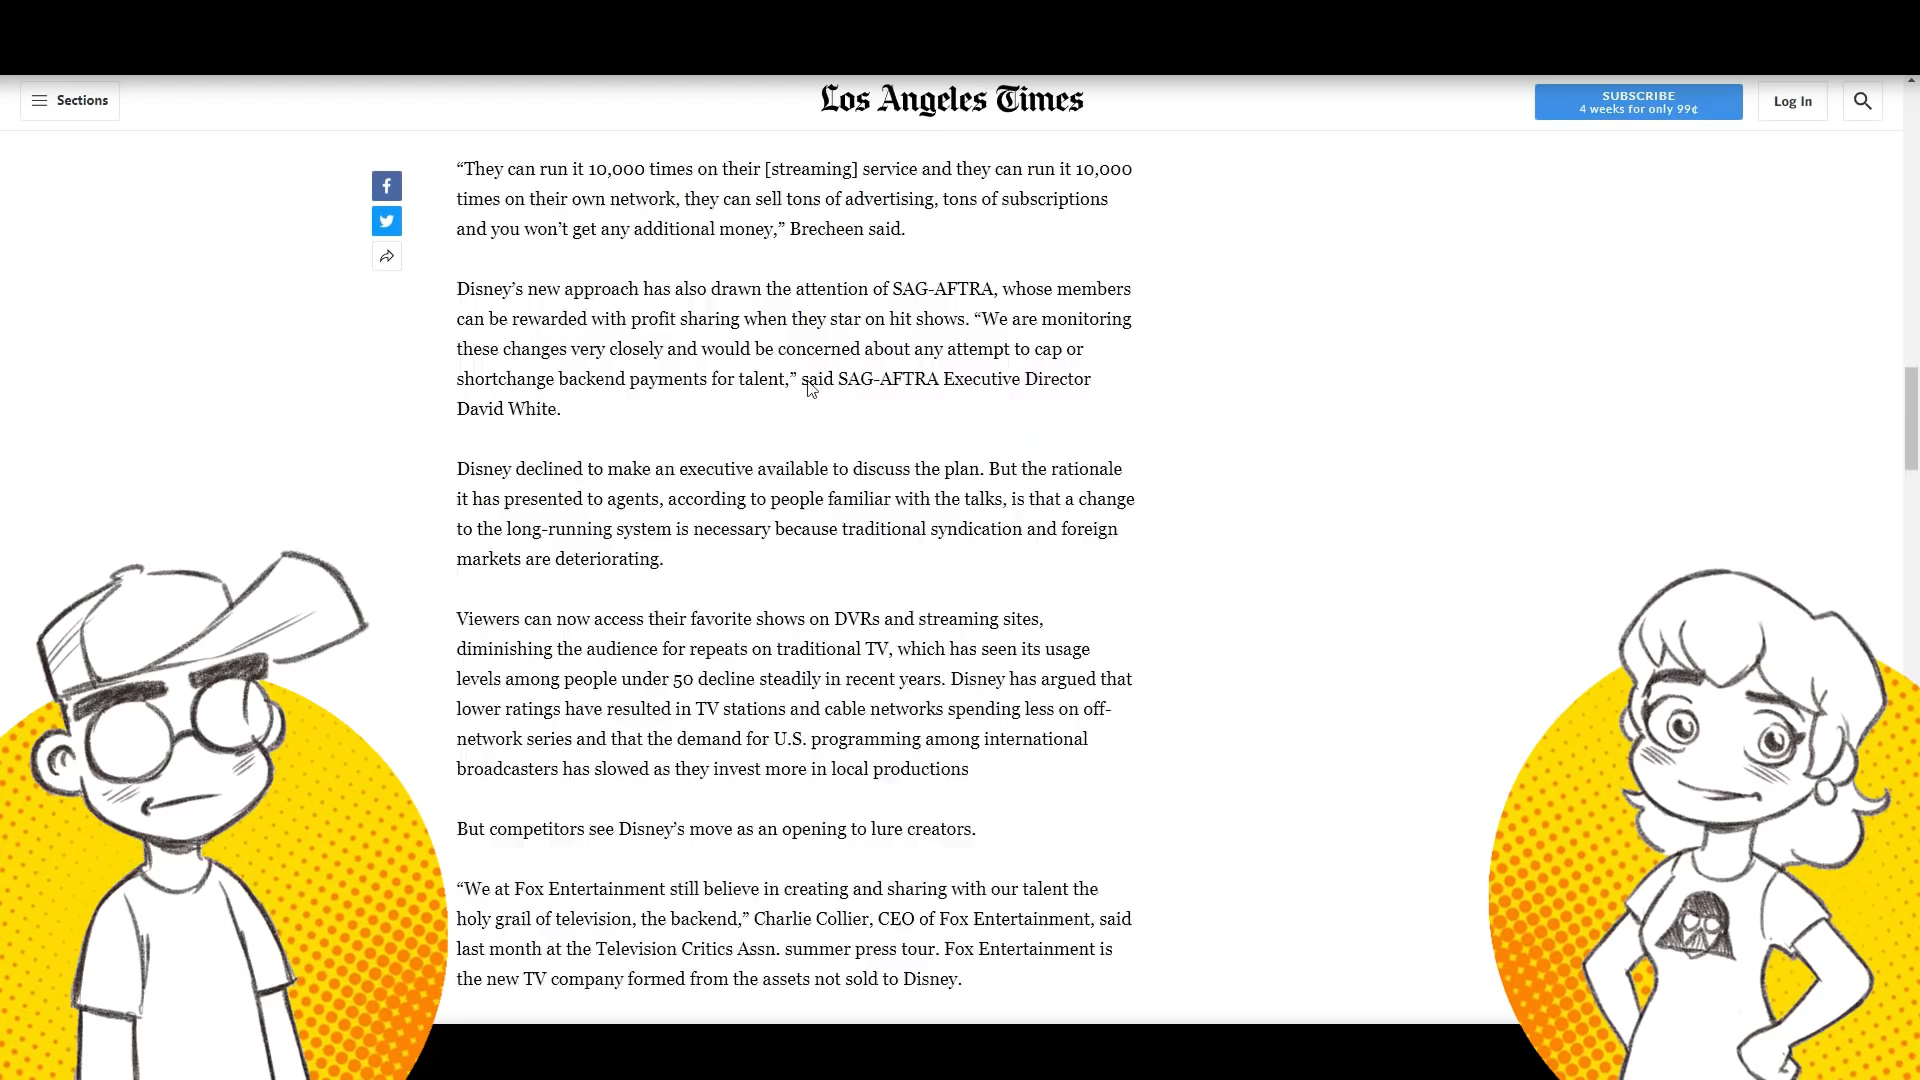 Sections
Los Angeles Times
SUBSCRIBE
4 weeks for only 99¢
Log In
“They can run it 10,000 times on their [streaming] service and they can run it 10,000
times on their own network, they can sell tons of advertising, tons of subscriptions
and you won’t get any additional money,” Brecheen said.
Disney’s new approach has also drawn the attention of SAG-AFTRA, whose members
can be rewarded with profit sharing when they star on hit shows. “We are monitoring
these changes very closely and would be concerned about any attempt to cap or
shortchange backend payments for talent,” said SAG-AFTRA Executive Director
David White.
Disney declined to make an executive available to discuss the plan. But the rationale
it has presented to agents, according to people familiar with the talks, is that a change
to the long-running system is necessary because traditional syndication and foreign
markets are deteriorating.
Viewers can now access their favorite shows on DVRs and streaming sites,
diminishing the audience for repeats on traditional TV, which has seen its usage
levels among people under 50 decline steadily in recent years. Disney has argued that
lower ratings have resulted in TV stations and cable networks spending less on off-
network series and that the demand for U.S. programming among international
broadcasters has slowed as they invest more in local productions
But competitors see Disney’s move as an opening to lure creators.
“We at Fox Entertainment still believe in creating and sharing with our talent the
holy grail of television, the backend,” Charlie Collier, CEO of Fox Entertainment, said
last month at the Television Critics Assn. summer press tour. Fox Entertainment is
the new TV company formed from the assets not sold to Disney.